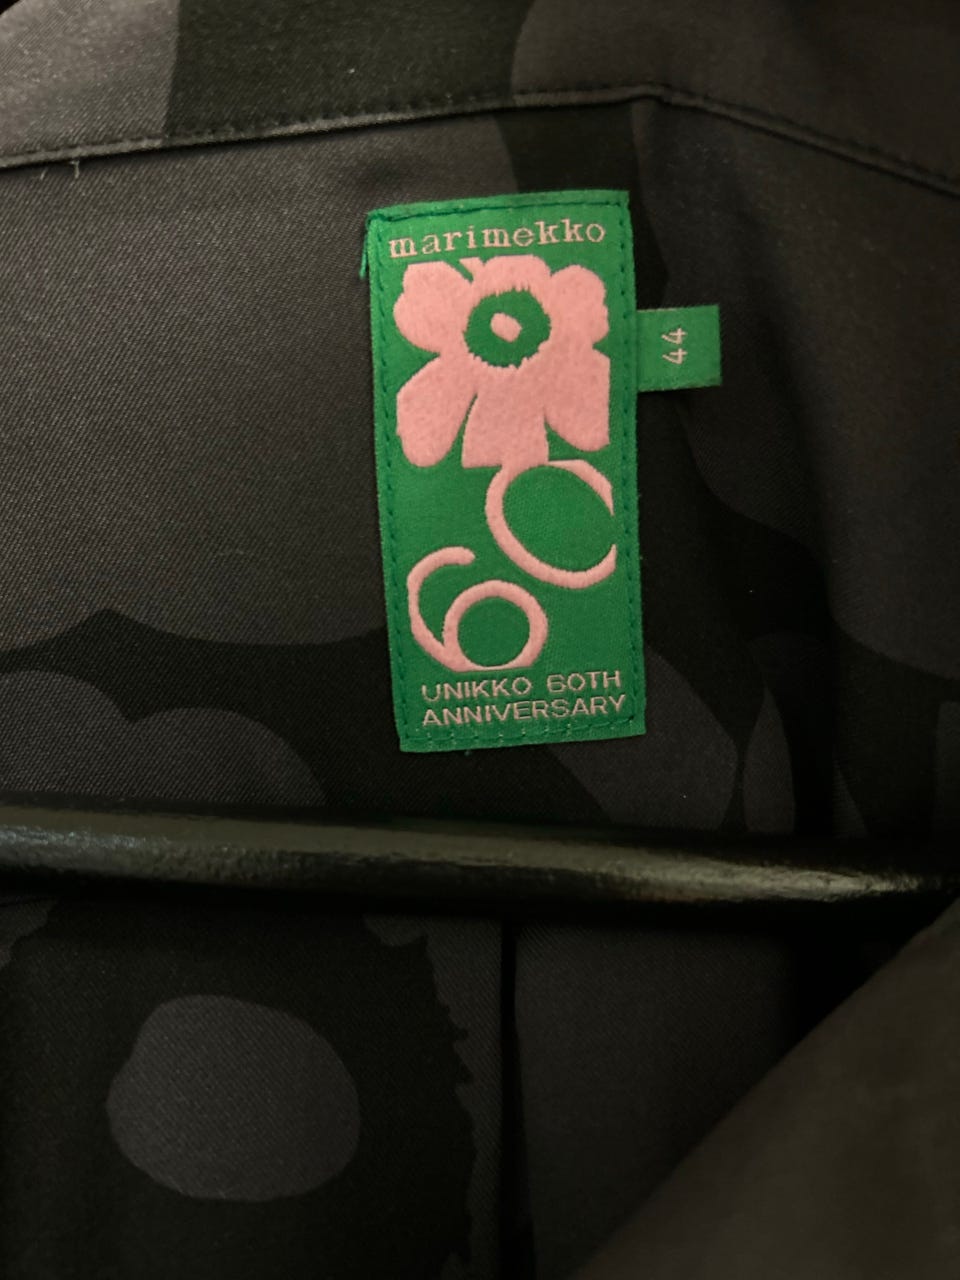 marimekko
44
60
UNIKKO 60TH
ANNIVERSARY